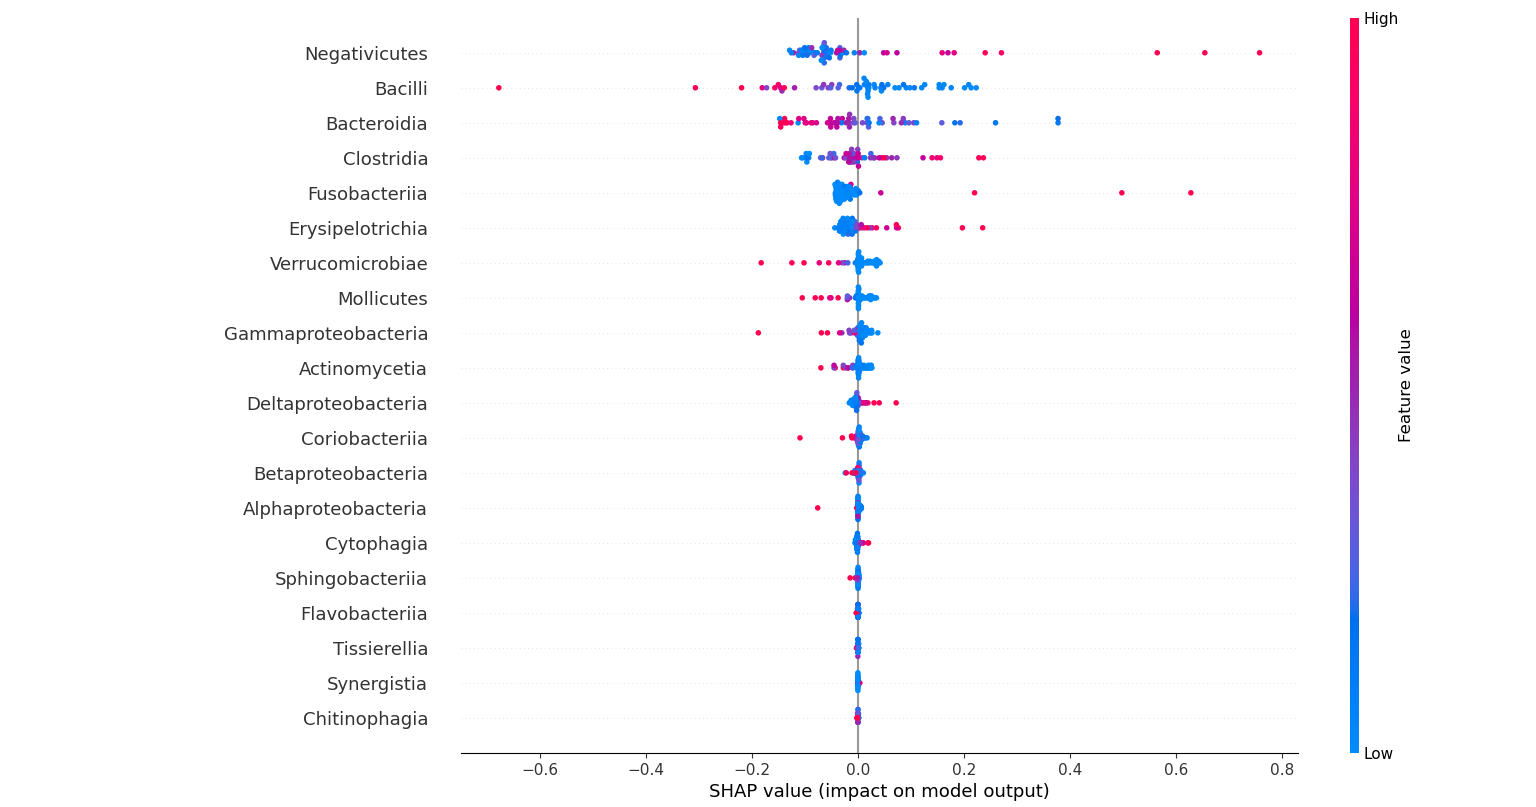 High
Negativicutes
Bacilli
Bacteroidia
Clostridia
Fusobacteriia
Erysipelotrichia
Verrucomicrobiae
Mollicutes
Gammaproteobacteria
Actinomycetia
Deltaproteobacteria
Coriobacteriia
Betaproteobacteria
Alphaproteobacteria
Cytophagia
Sphingobacteriia
Flavobacteriia
Tissierellia
Synergistia
Chitinophagia
Feature value
Low
−0.6 −0.4 −0.2 0.0 0.2 0.4 0.6 0.8
SHAP value (impact on model output)